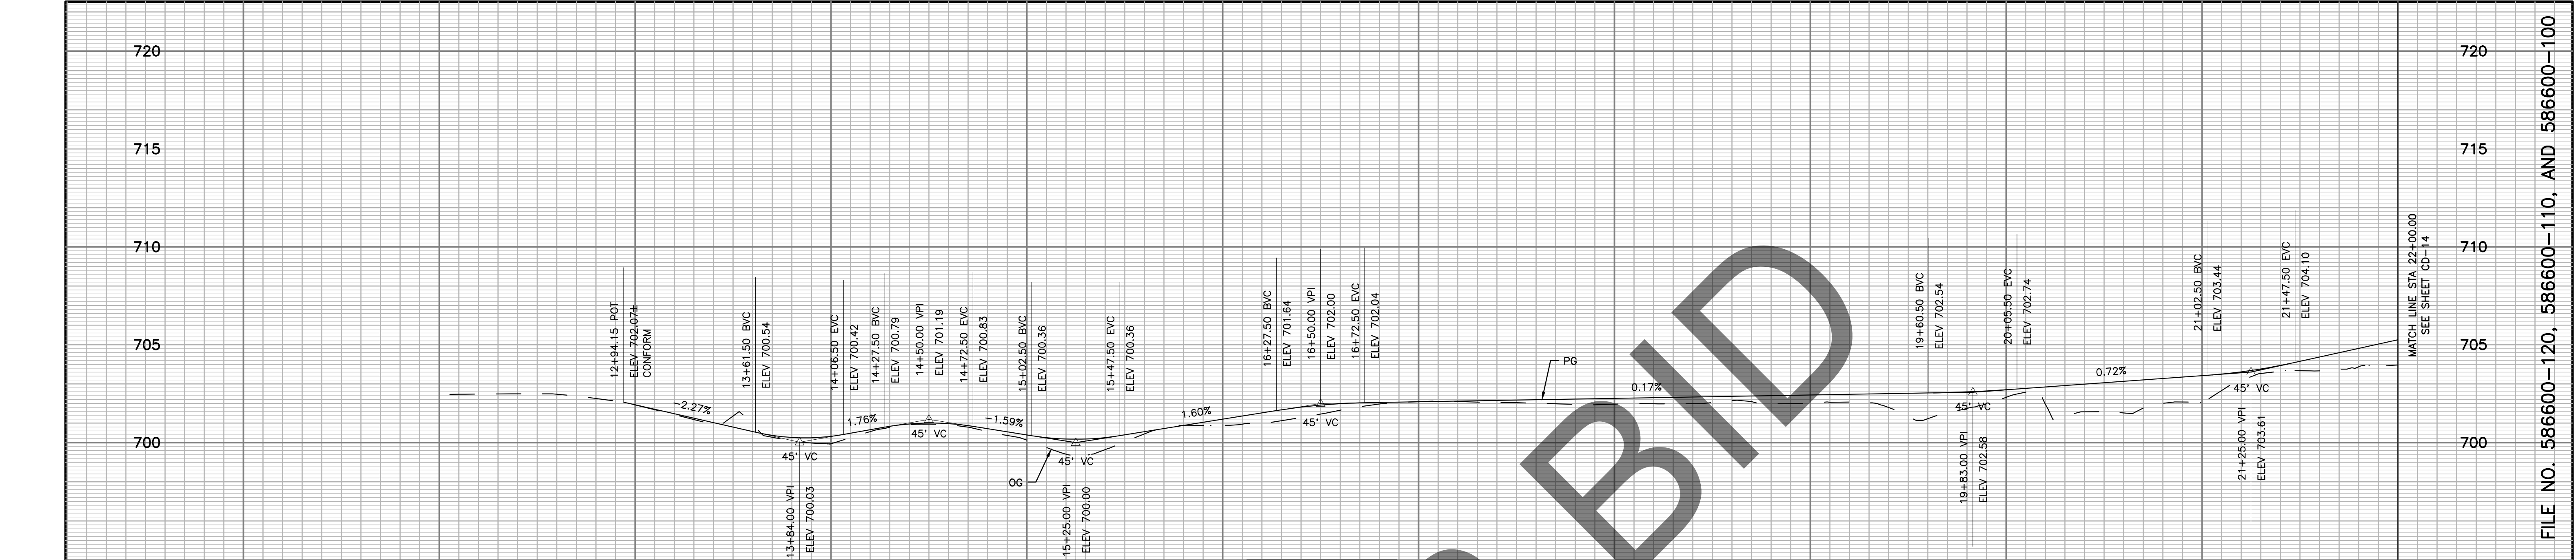 720
720
715
715
710
710
705
705
700
700
12+94.15 POT
ELEV 702.07±
CONFORM
-2.27%
13+61.50 BVC
ELEV 700.54
45' VC
13+84.00 VPI
ELEV 700.03
14+06.50 EVC
ELEV 700.42
1.76%
14+27.50 BVC
ELEV 700.79
14+50.00 VPI
ELEV 701.19
45' VC
14+72.50 EVC
ELEV 700.83
-1.59%
15+02.50 BVC
ELEV 700.36
OG
45' VC
15+25.00 VPI
ELEV 700.00
15+47.50 EVC
ELEV 700.36
1.60%
16+27.50 BVC
ELEV 701.64
16+50.00 VPI
ELEV 702.00
45' VC
16+72.50 EVC
ELEV 702.04
PG
0.17%
BID
19+60.50 BVC
ELEV 702.54
45' VC
19+83.00 VPI
ELEV 702.58
20+05.50 EVC
ELEV 702.74
0.72%
21+02.50 BVC
ELEV 703.44
45' VC
21+25.00 VPI
ELEV 703.61
21+47.50 EVC
ELEV 704.10
MATCH LINE STA 22+00.00
SEE SHEET CD-14
FILE NO. 586600-120, 586600-110, AND 586600-100